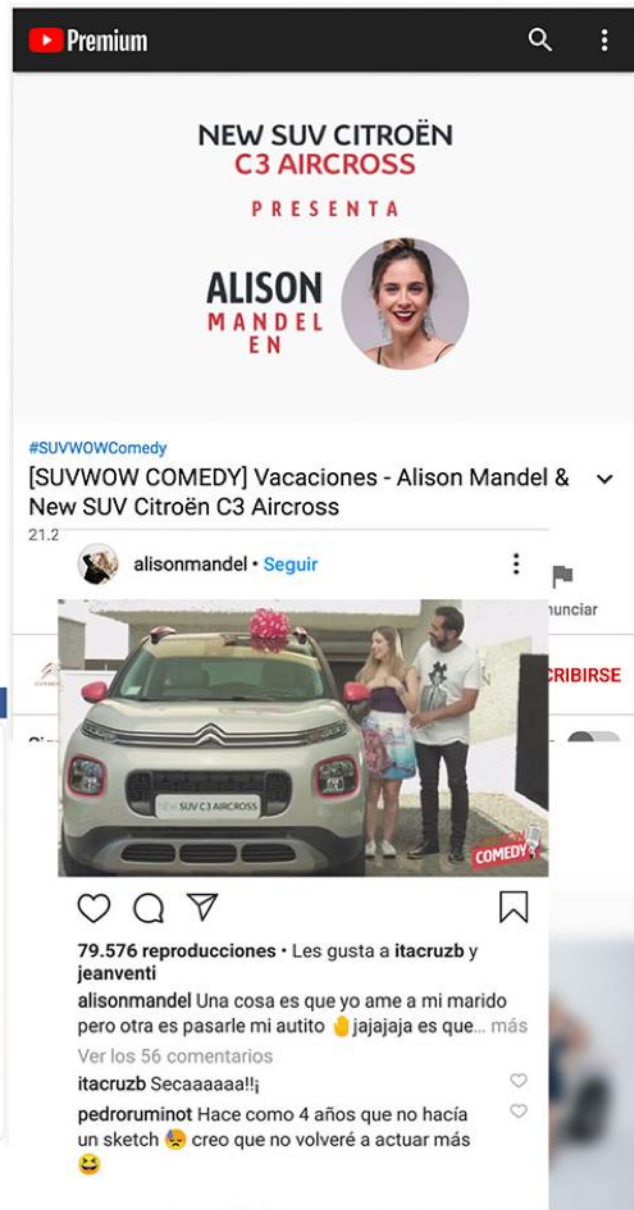 Premium
NEW SUV CITROËN
C3 AIRCROSS
PRESENTA
ALISON
MANDEL
EN
#SUVWOWComedy
[SUVWOW COMEDY] Vacaciones - Alison Mandel &
New SUV Citroën C3 Aircross
21.2
alisonmandel • Seguir
nunciar
CRIBIRSE
NEW SUV C3 AIRCROSS
COMEDY
79.576 reproducciones • Les gusta a itacruzb y
jeanventi
alisonmandel Una cosa es que yo ame a mi marido
pero otra es pasarle mi autito 🤚 jajajaja es que... más
Ver los 56 comentarios
itacruzb Secaaaaaa!!¡
pedroruminot Hace como 4 años que no hacía
un sketch 😓 creo que no volveré a actuar más
😆